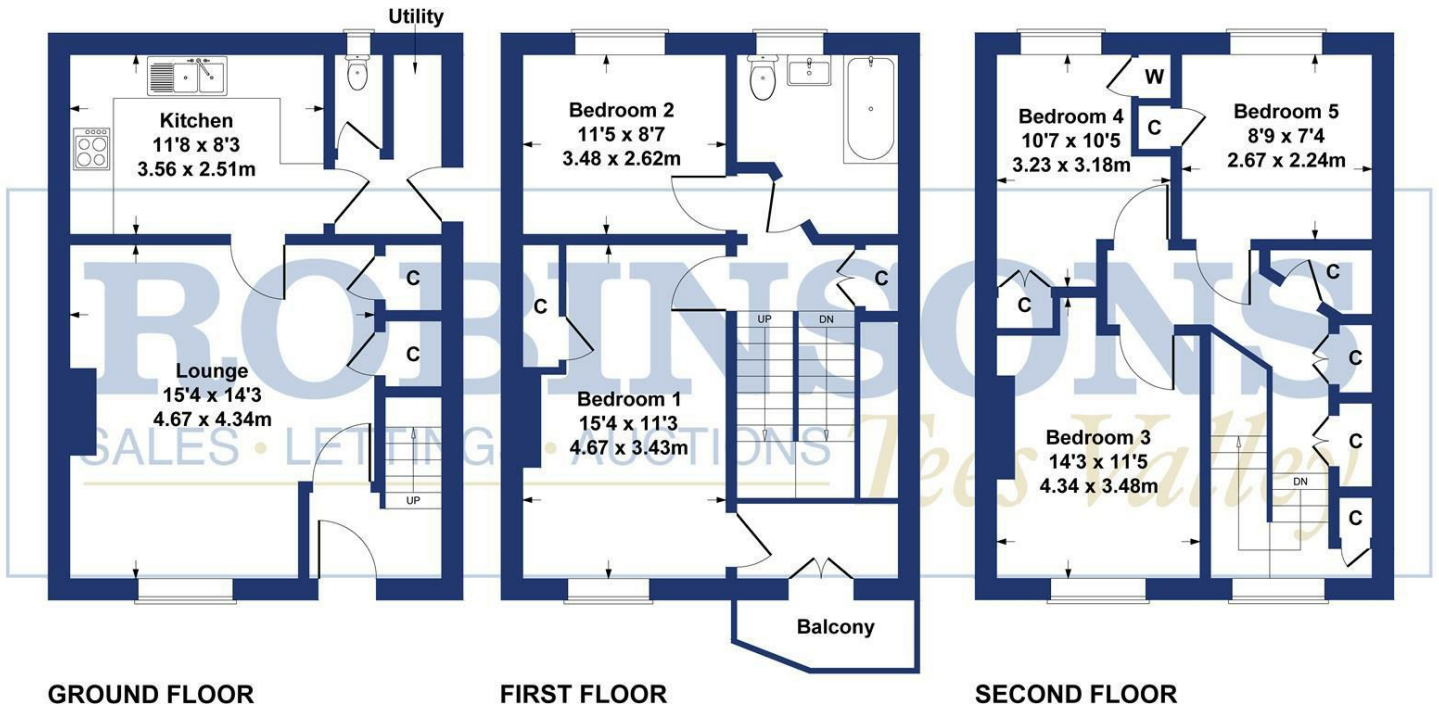 Utility
Kitchen
11'8 x 8'3
3.56 x 2.51m
C
C
Lounge
15'4 x 14'3
4.67 x 4.34m
UP
GROUND FLOOR
Bedroom 2
11'5 x 8'7
3.48 x 2.62m
C
C
UP
DN
Bedroom 1
15'4 x 11'3
4.67 x 3.43m
Balcony
FIRST FLOOR
W
Bedroom 4
10'7 x 10'5
3.23 x 3.18m
C
Bedroom 5
8'9 x 7'4
2.67 x 2.24m
C
C
C
Bedroom 3
14'3 x 11'5
4.34 x 3.48m
C
DN
C
SECOND FLOOR
ROBINSONS
SALES • LETTINGS • AUCTIONS
Tees Valley